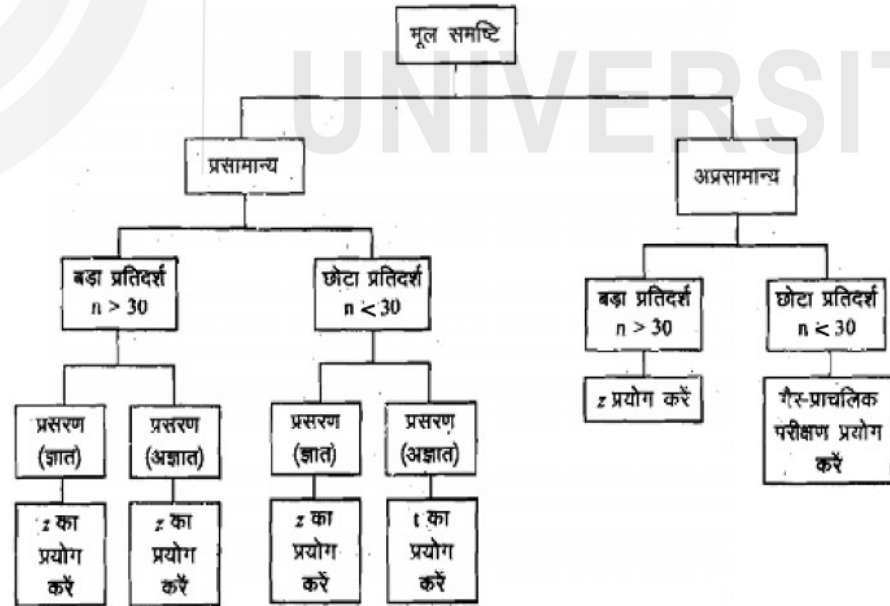 UNIVERSIT
मूल समष्टि
प्रसामान्य
अप्रसामान्य
बड़ा प्रतिदर्श
n > 30
छोटा प्रतिदर्श
n < 30
बड़ा प्रतिदर्श
n > 30
छोटा प्रतिदर्श
n < 30
प्रसरण
(ज्ञात)
प्रसरण
(अज्ञात)
प्रसरण
(ज्ञात)
प्रसरण
(अज्ञात)
z प्रयोग करें
गैर-प्राचलिक
परीक्षण प्रयोग
करें
z का
प्रयोग
करें
z का
प्रयोग
करें
z का
प्रयोग
करें
t का
प्रयोग
करें